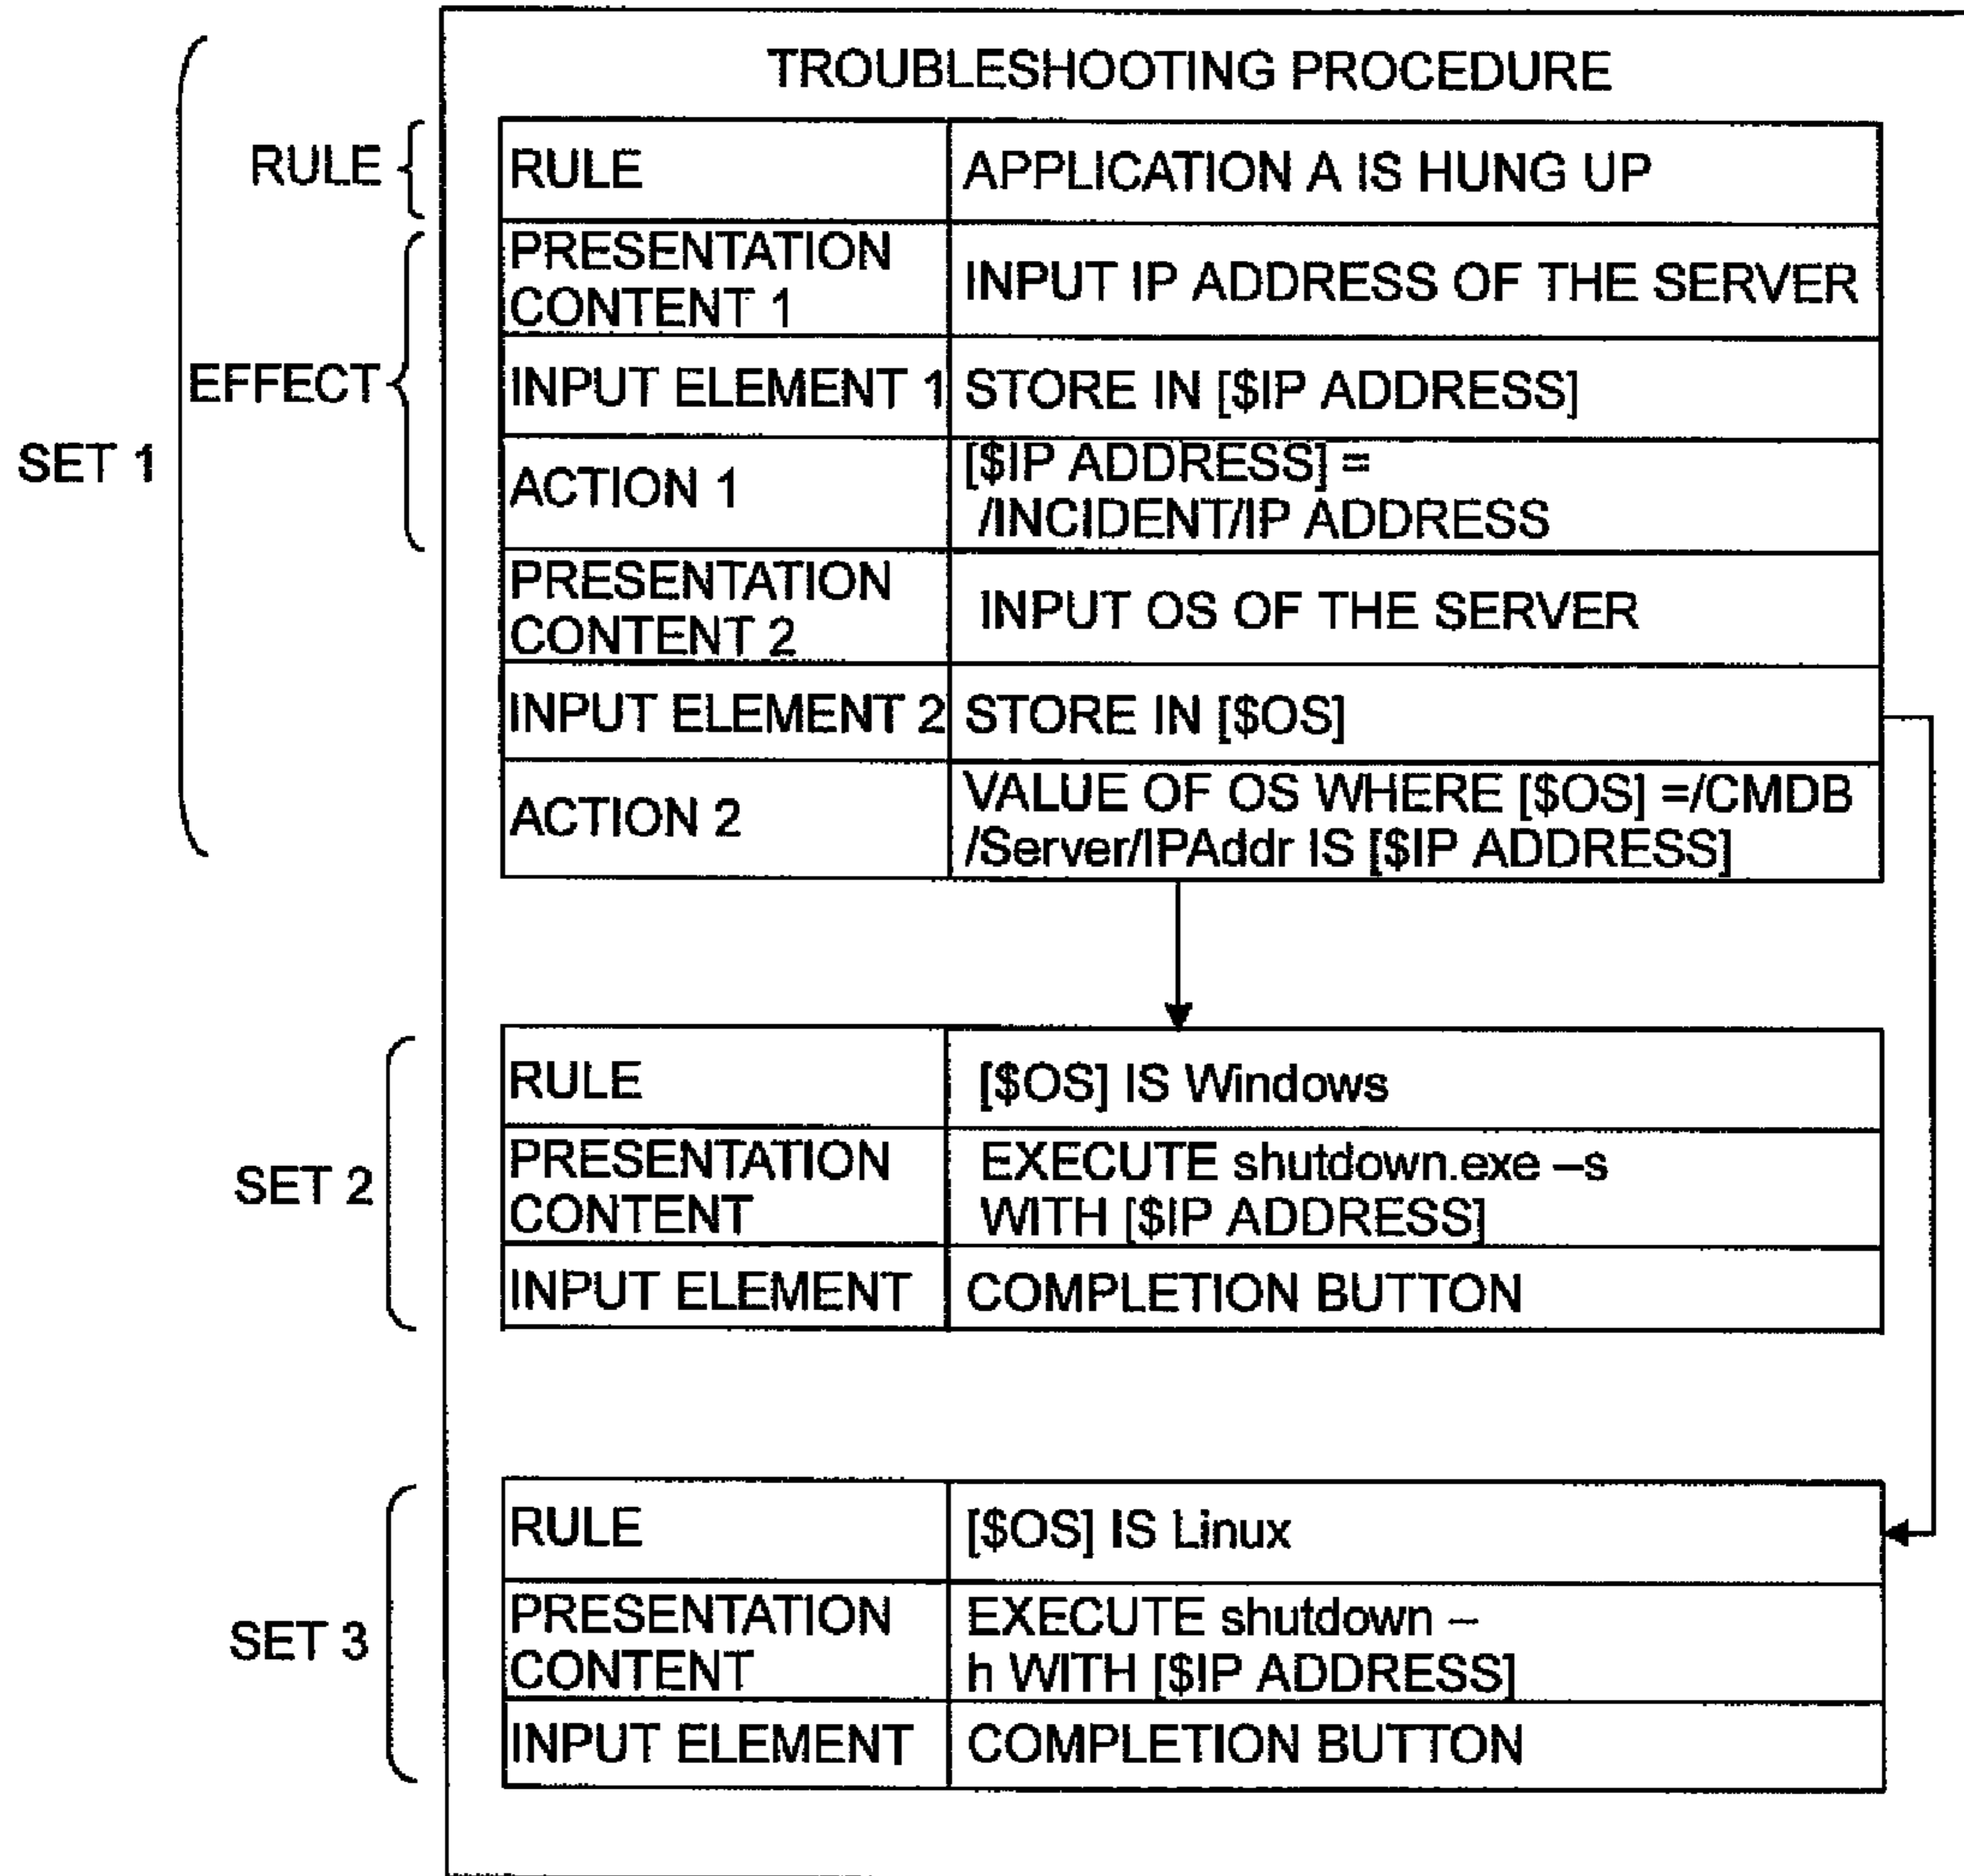 TROUBLESHOOTING PROCEDURE
SET 1
RULE
EFFECT
RULE
APPLICATION A IS HUNG UP
PRESENTATION
CONTENT 1
INPUT IP ADDRESS OF THE SERVER
INPUT ELEMENT 1
STORE IN [$IP ADDRESS]
ACTION 1
[$IP ADDRESS] =
/INCIDENT/IP ADDRESS
PRESENTATION
CONTENT 2
INPUT OS OF THE SERVER
INPUT ELEMENT 2
STORE IN [$OS]
ACTION 2
VALUE OF OS WHERE [$OS] =/CMDB
/Server/IPAddr IS [$IP ADDRESS]
SET 2
RULE
[$OS] IS Windows
PRESENTATION
CONTENT
EXECUTE shutdown.exe –s
WITH [$IP ADDRESS]
INPUT ELEMENT
COMPLETION BUTTON
SET 3
RULE
[$OS] IS Linux
PRESENTATION
CONTENT
EXECUTE shutdown –
h WITH [$IP ADDRESS]
INPUT ELEMENT
COMPLETION BUTTON